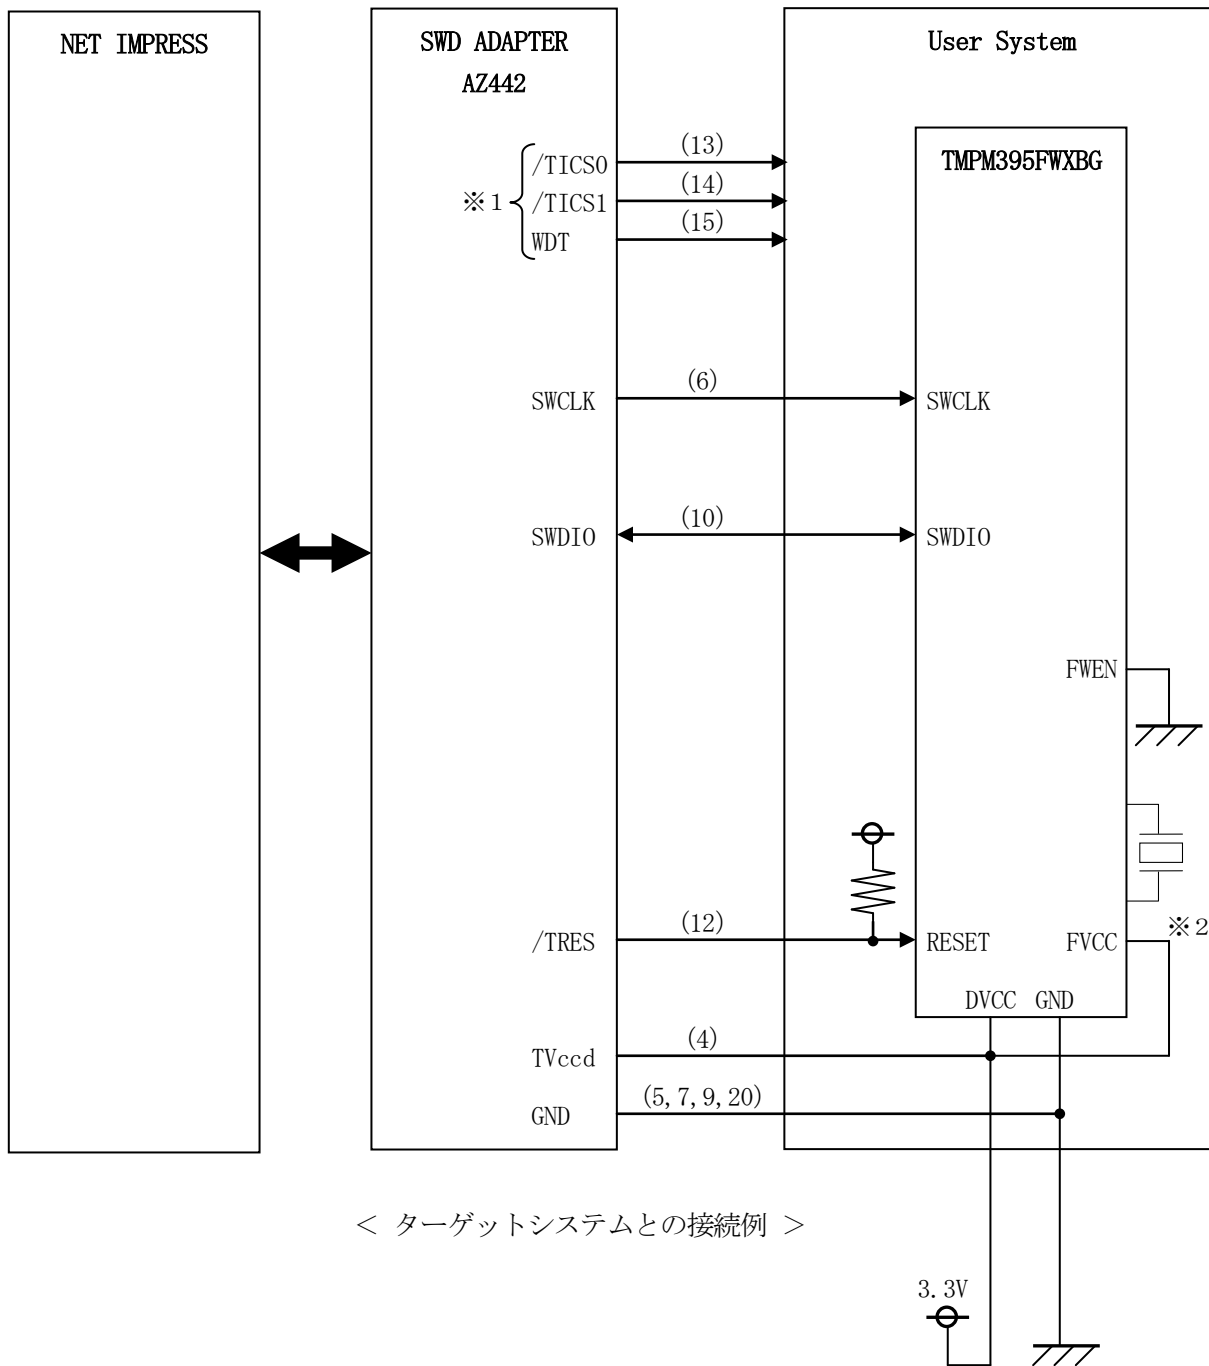 NET IMPRESS
SWD ADAPTER
AZ442
User System
TMPM395FWXBG
※1
/TICS0
(13)
/TICS1
(14)
WDT
(15)
SWCLK
(6)
SWCLK
SWDIO
(10)
SWDIO
FWEN
/TRES
(12)
RESET
FVCC
※2
DVCC GND
TVccd
(4)
GND
(5,7,9,20)
< ターゲットシステムとの接続例 >
3.3V